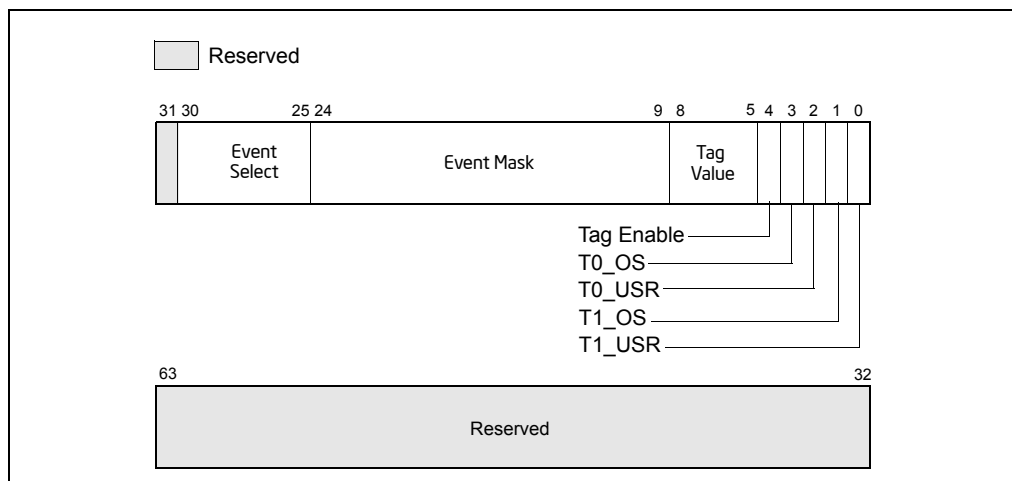 Reserved
31 30 25 24 9 8 5 4 3 2 1 0
Event Select
Event Mask
Tag Value
Tag Enable
T0_OS
T0_USR
T1_OS
T1_USR
63 32
Reserved